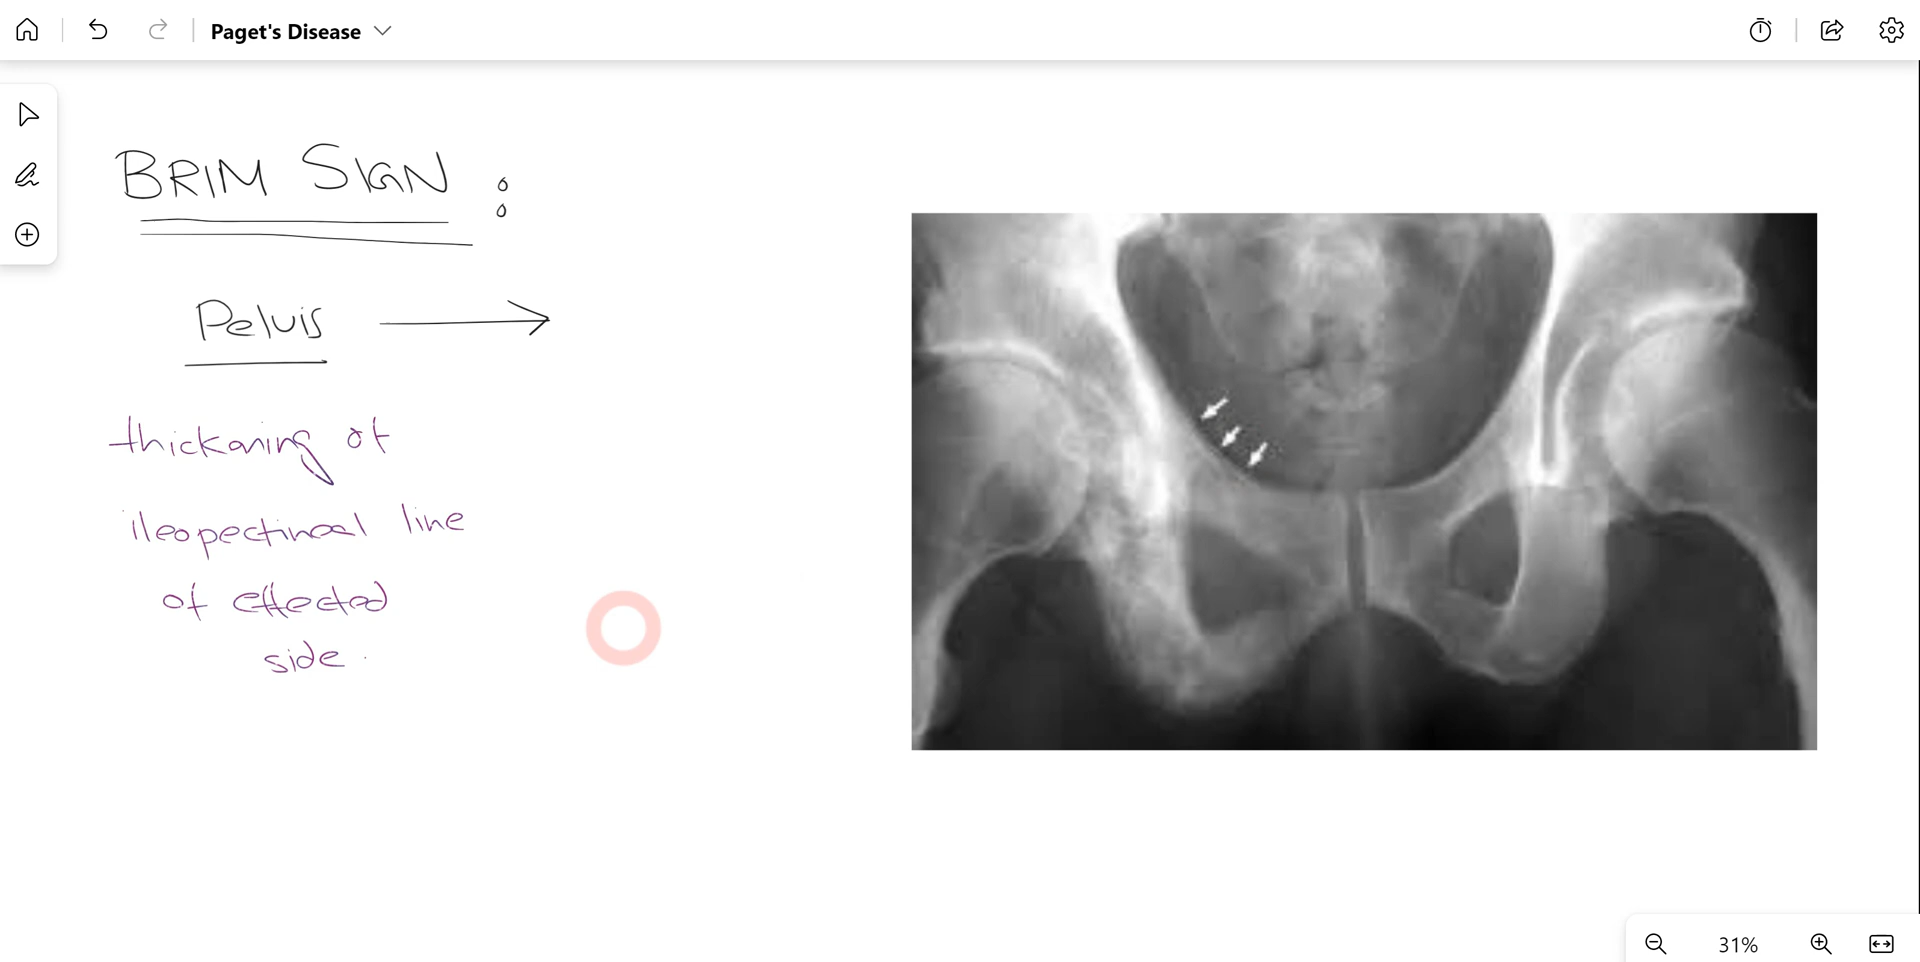 Paget's Disease
BRIM SIGN :
Pelvis
thickening of
ileopectineal line
of effected
side.
31%